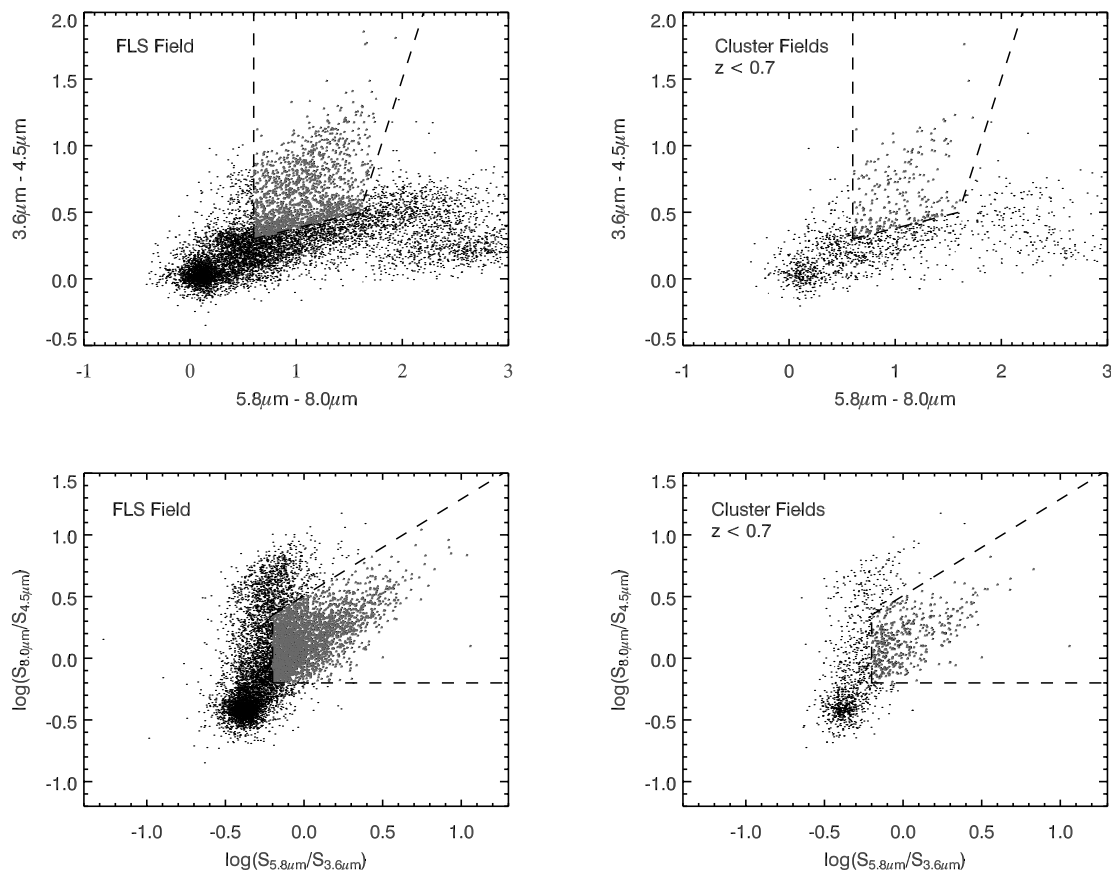 FLS Field
2.0
1.5
1.0
0.5
0.0
-0.5
3.6μm - 4.5μm
-1 0 1 2 3
5.8μm - 8.0μm
Cluster Fields
z < 0.7
2.0
1.5
1.0
0.5
0.0
-0.5
3.6μm - 4.5μm
-1 0 1 2 3
5.8μm - 8.0μm
FLS Field
1.5
1.0
0.5
0.0
-0.5
-1.0
log(S8.0μm/S4.5μm)
-1.0 -0.5 0.0 0.5 1.0
log(S5.8μm/S3.6μm)
Cluster Fields
z < 0.7
1.5
1.0
0.5
0.0
-0.5
-1.0
log(S8.0μm/S4.5μm)
-1.0 -0.5 0.0 0.5 1.0
log(S5.8μm/S3.6μm)